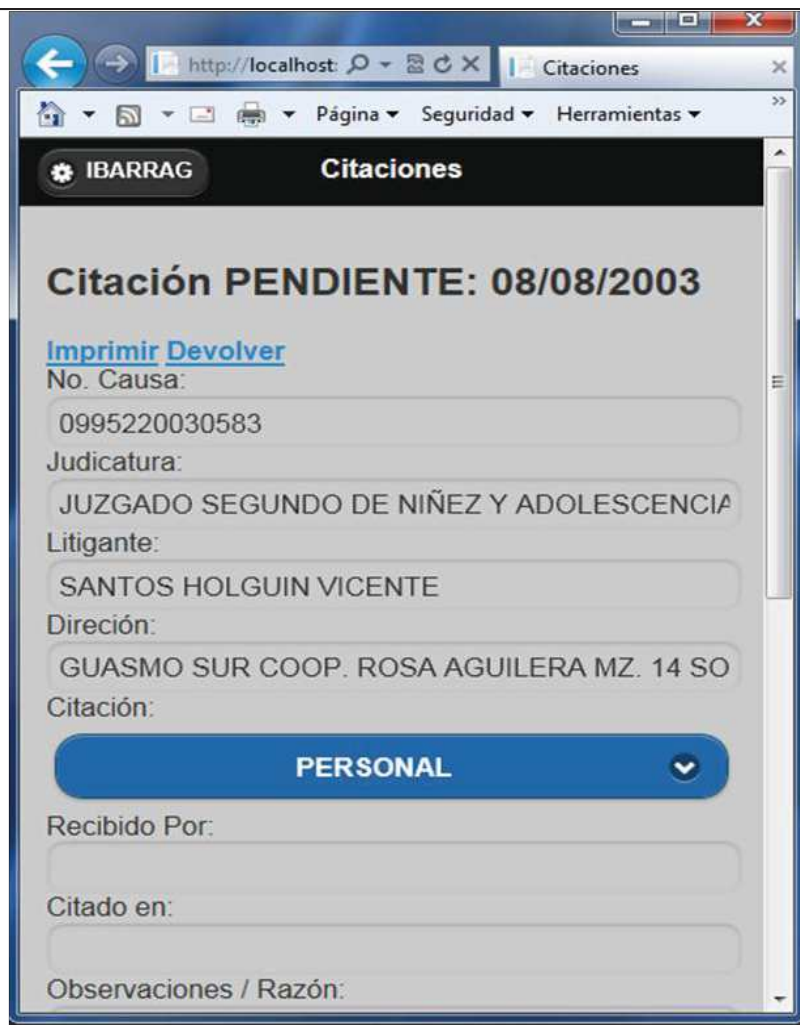 http://localhost:
Citaciones
Página Seguridad Herramientas
IBARRAG
Citaciones
Citación PENDIENTE: 08/08/2003
Imprimir Devolver
No. Causa:
0995220030583
Judicatura:
JUZGADO SEGUNDO DE NIÑEZ Y ADOLESCENCIA
Litigante:
SANTOS HOLGUIN VICENTE
Direción:
GUASMO SUR COOP. ROSA AGUILERA MZ. 14 SO
Citación:
PERSONAL
Recibido Por:
Citado en:
Observaciones / Razón: